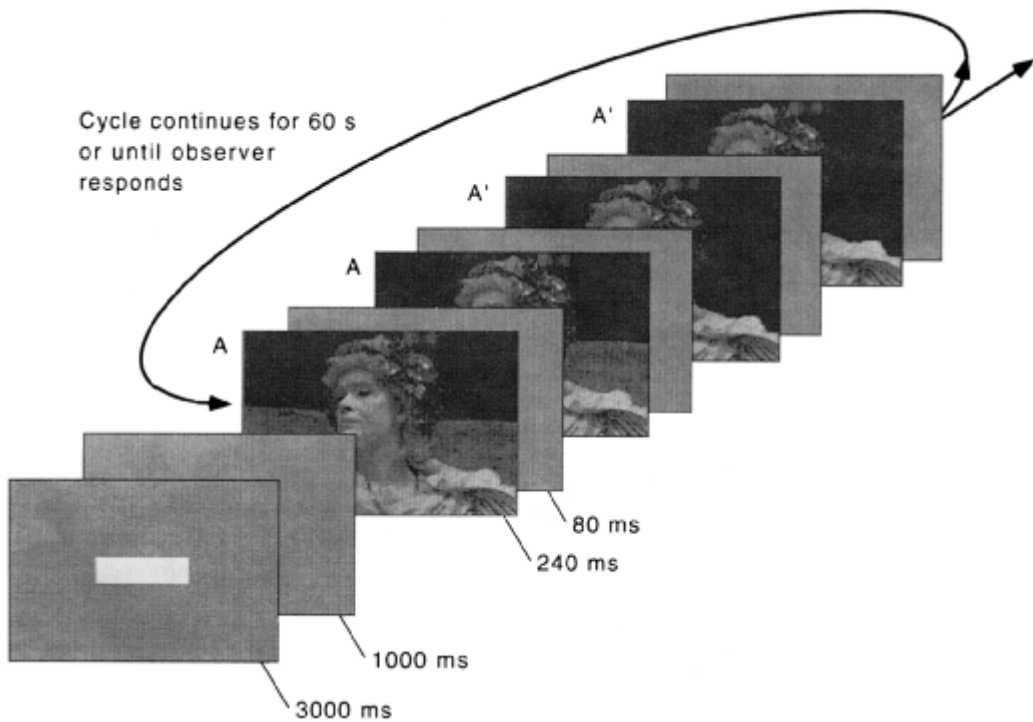 Cycle continues for 60 s
or until observer
responds
A'
A'
A
A
80 ms
240 ms
1000 ms
3000 ms